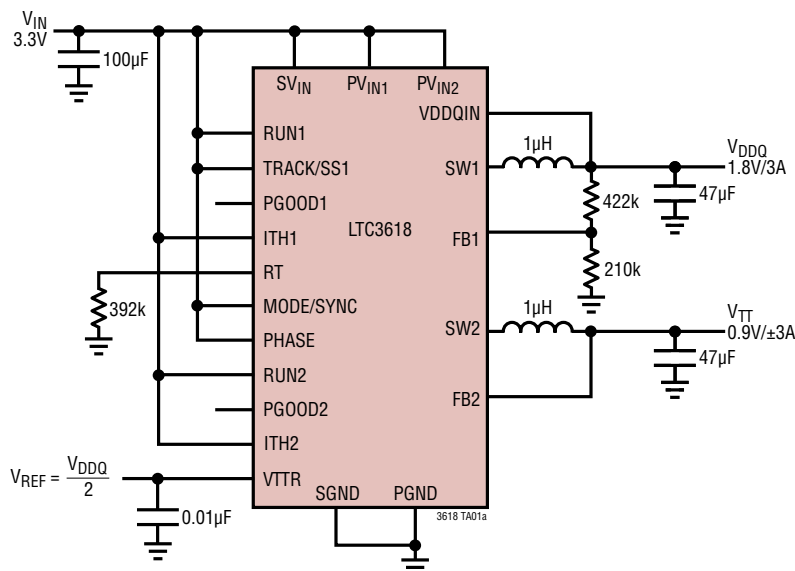 VIN
3.3V
100µF
SVIN
PVIN1
PVIN2
VDDQIN
RUN1
1µH
VDDQ
1.8V/3A
TRACK/SS1
SW1
47µF
422k
PGOOD1
LTC3618
ITH1
FB1
RT
210k
392k
MODE/SYNC
1µH
VTT
0.9V/±3A
PHASE
SW2
47µF
RUN2
FB2
PGOOD2
ITH2
VREF = VDDQ
2
VTTR
0.01µF
SGND
PGND
3618 TA01a